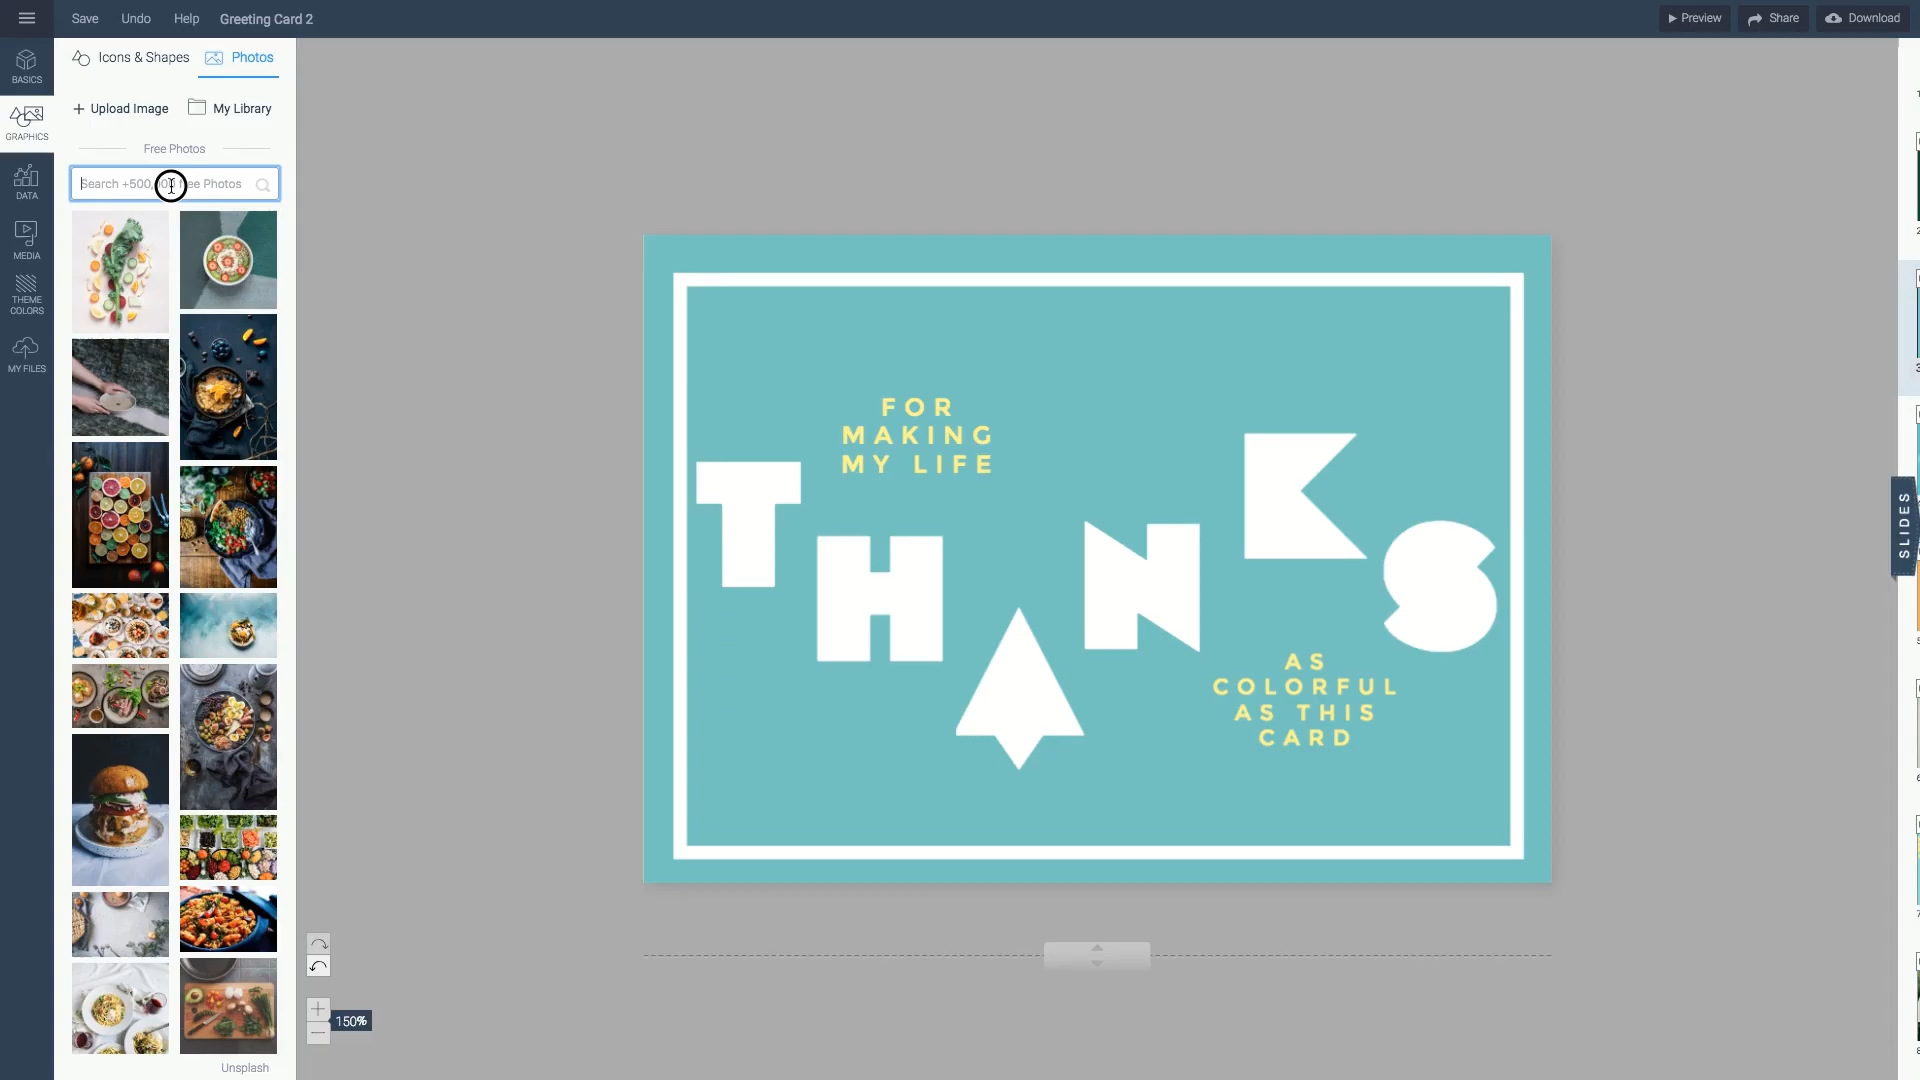 Save Undo Help Greeting Card 2 Preview Share Download
Icons & Shapes Photos
BASICS
Upload Image My Library
GRAPHICS
Free Photos
Search +500, Free Photos
DATA
MEDIA
THEME
COLORS
MY FILES
FOR
MAKING
MY LIFE
THANKS
AS
COLORFUL
AS THIS
CARD
SLIDES
150%
Unsplash